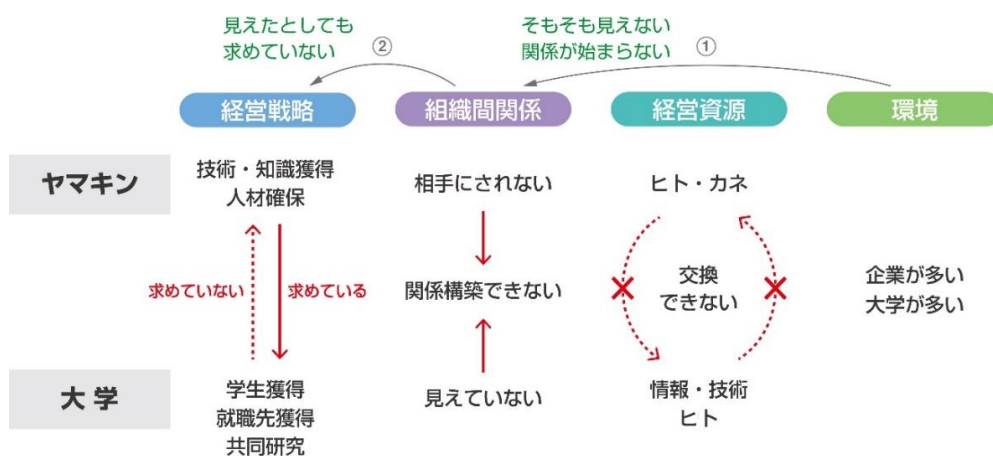 見えたとしても
求めていない
②
そもそも見えない
関係が始まらない
①
経営戦略
組織間関係
経営資源
環境
ヤマキン
技術・知識獲得
人材確保
相手にされない
ヒト・カネ
求めていない
求めている
関係構築できない
交換
できない
企業が多い
大学が多い
大学
学生獲得
就職先獲得
共同研究
見えていない
情報・技術
ヒト